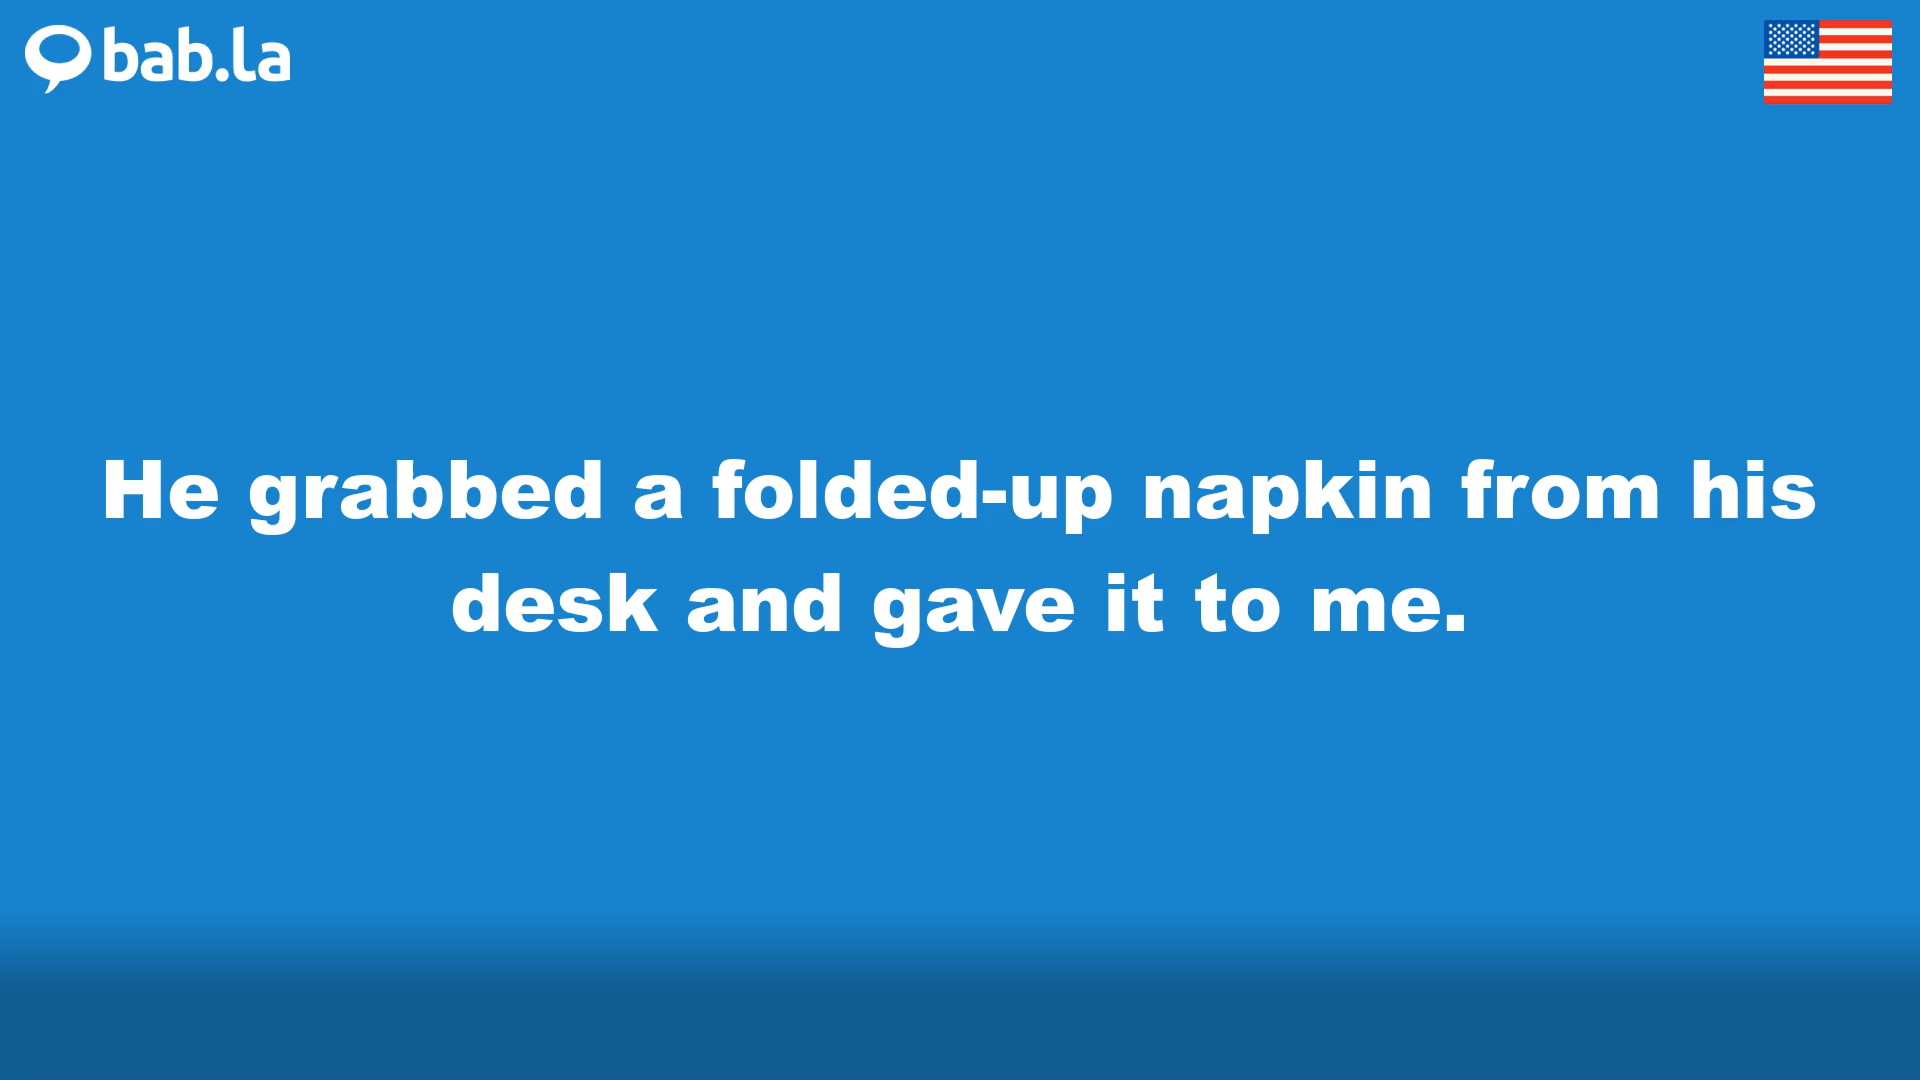 bab.la
He grabbed a folded-up napkin from his
desk and gave it to me.